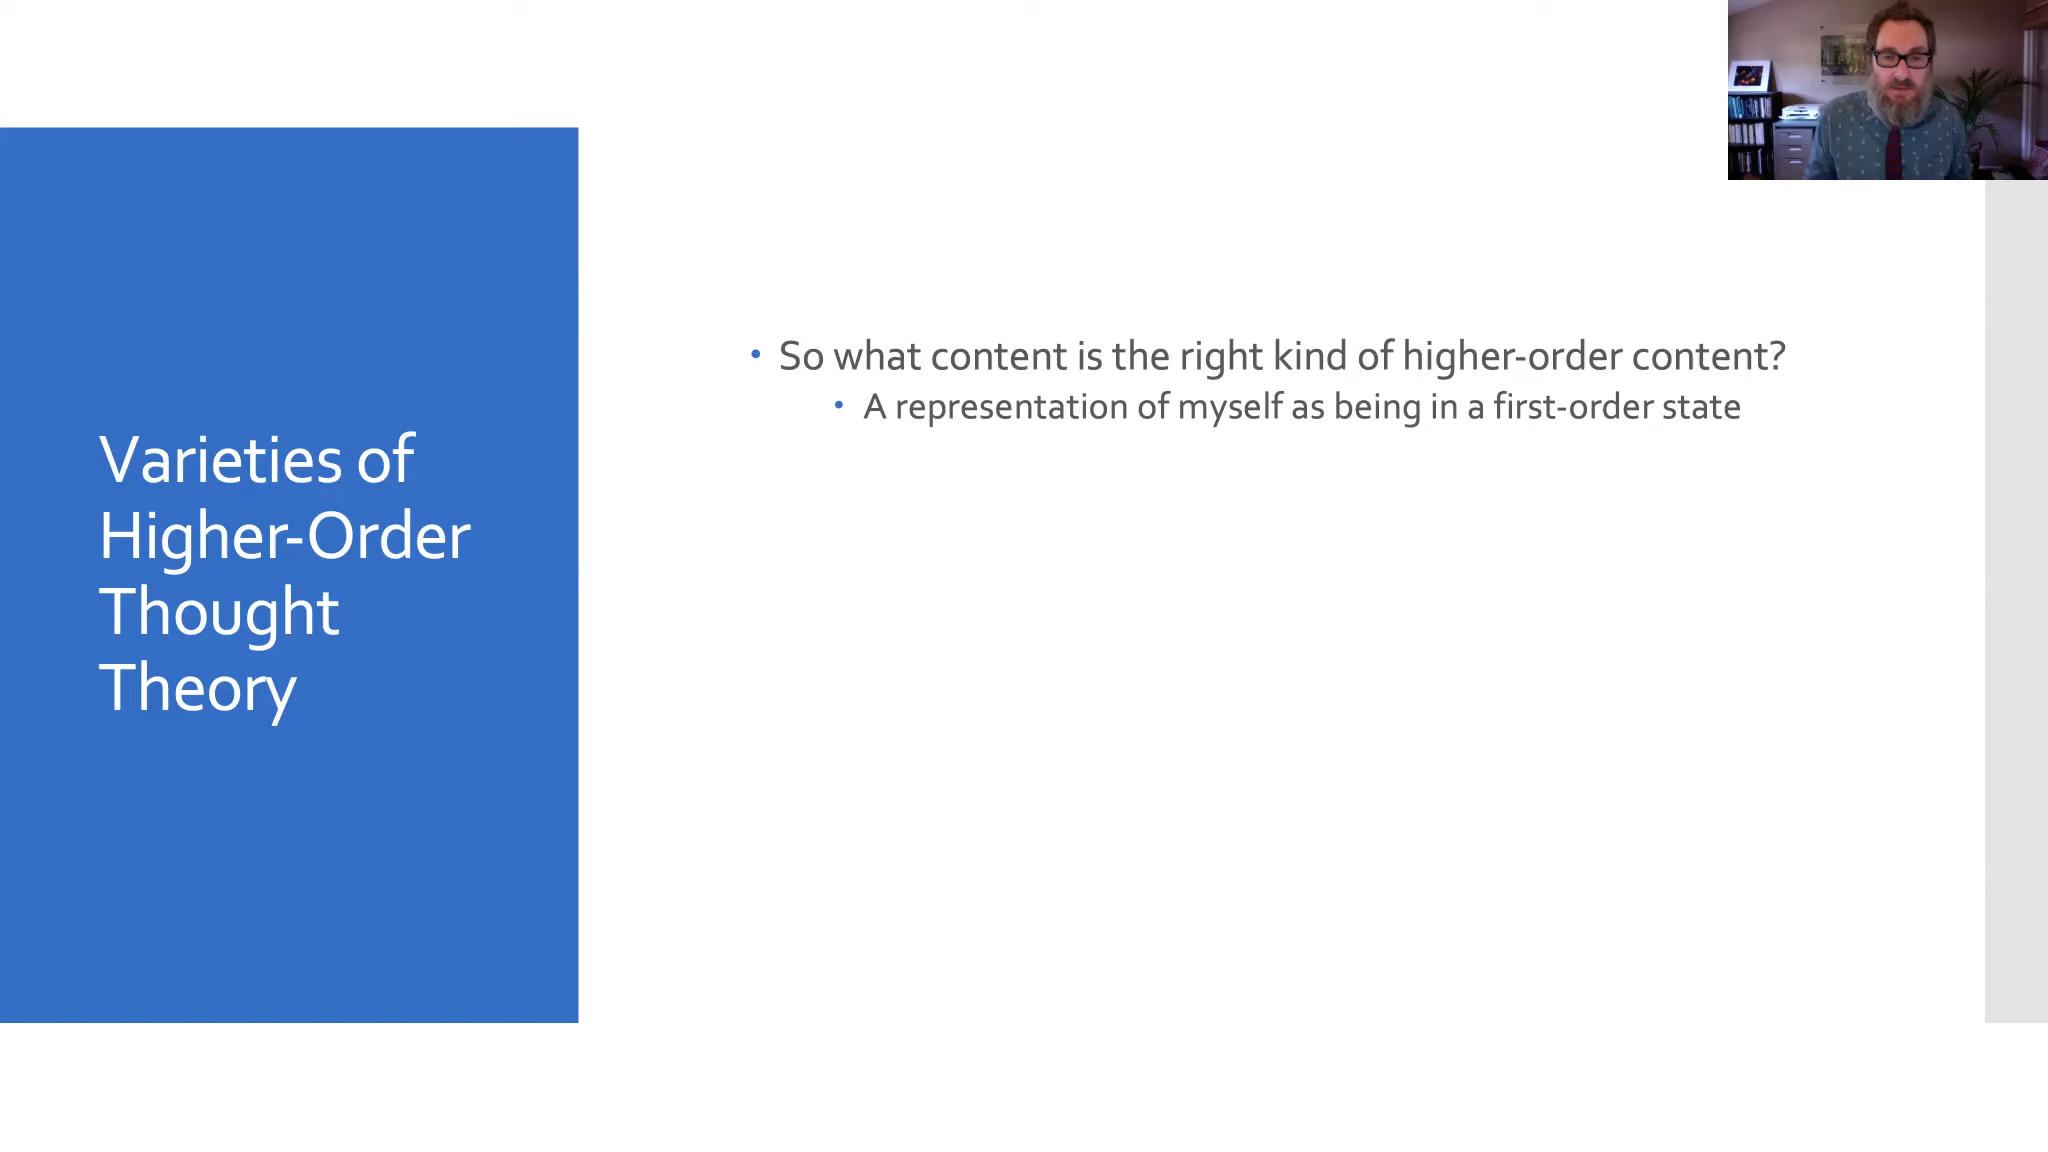 Varieties of
Higher-Order
Thought
Theory
• So what content is the right kind of higher-order content?
• A representation of myself as being in a first-order state